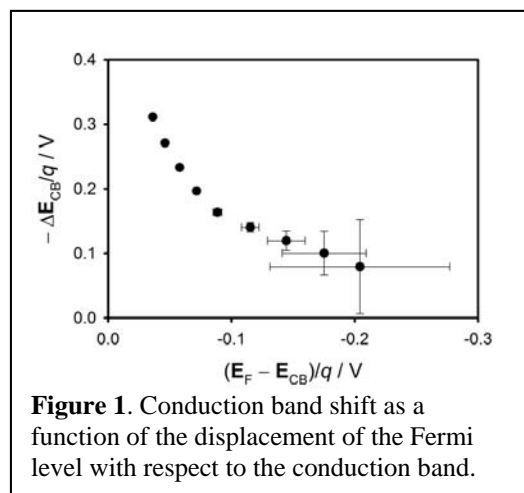 0.4
0.3
0.2
0.1
0.0
- ΔE_CB/q / V
0.0
-0.1
-0.2
-0.3
(E_F – E_CB)/q / V
Figure 1. Conduction band shift as a
function of the displacement of the Fermi
level with respect to the conduction band.